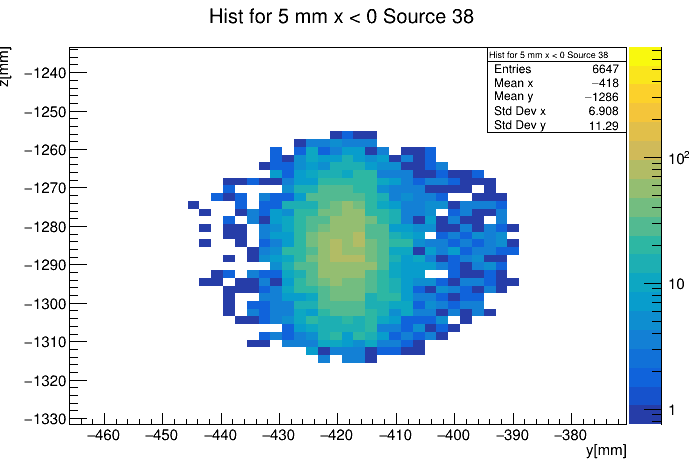 Hist for 5 mm x < 0 Source 38
z[mm]
Hist for 5 mm x < 0 Source 38
Entries 6647
Mean x −418
Mean y −1286
Std Dev x 6.908
Std Dev y 11.29
−1240
−1250
−1260
−1270
−1280
−1290
−1300
−1310
−1320
−1330
10²
10
1
−460 −450 −440 −430 −420 −410 −400 −390 −380
y[mm]